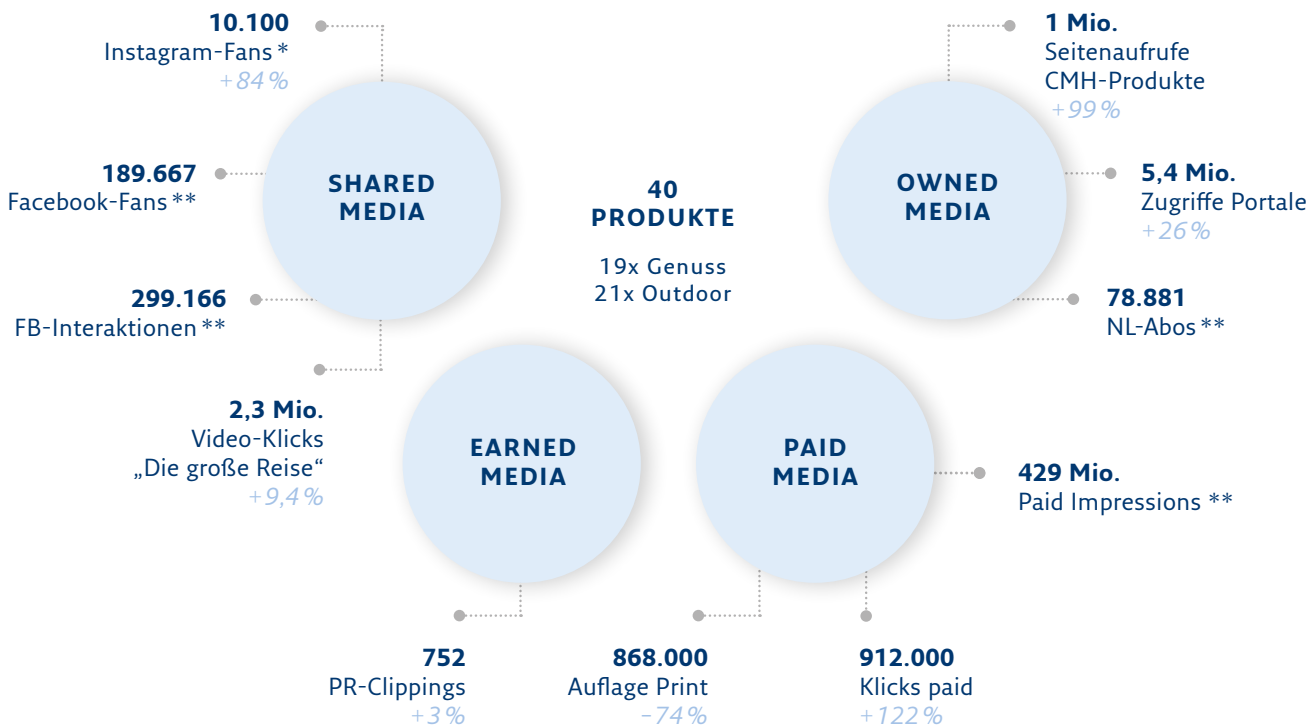 10.100
Instagram-Fans *
+84 %
189.667
Facebook-Fans **
299.166
FB-Interaktionen **
2,3 Mio.
Video-Klicks
„Die große Reise“
+9,4 %
SHARED
MEDIA
40
PRODUKTE
19x Genuss
21x Outdoor
OWNED
MEDIA
1 Mio.
Seitenaufrufe
CMH-Produkte
+99 %
5,4 Mio.
Zugriffe Portale
+26 %
78.881
NL-Abos **
EARNED
MEDIA
752
PR-Clippings
+3 %
PAID
MEDIA
429 Mio.
Paid Impressions **
868.000
Auflage Print
-74 %
912.000
Klicks paid
+122 %